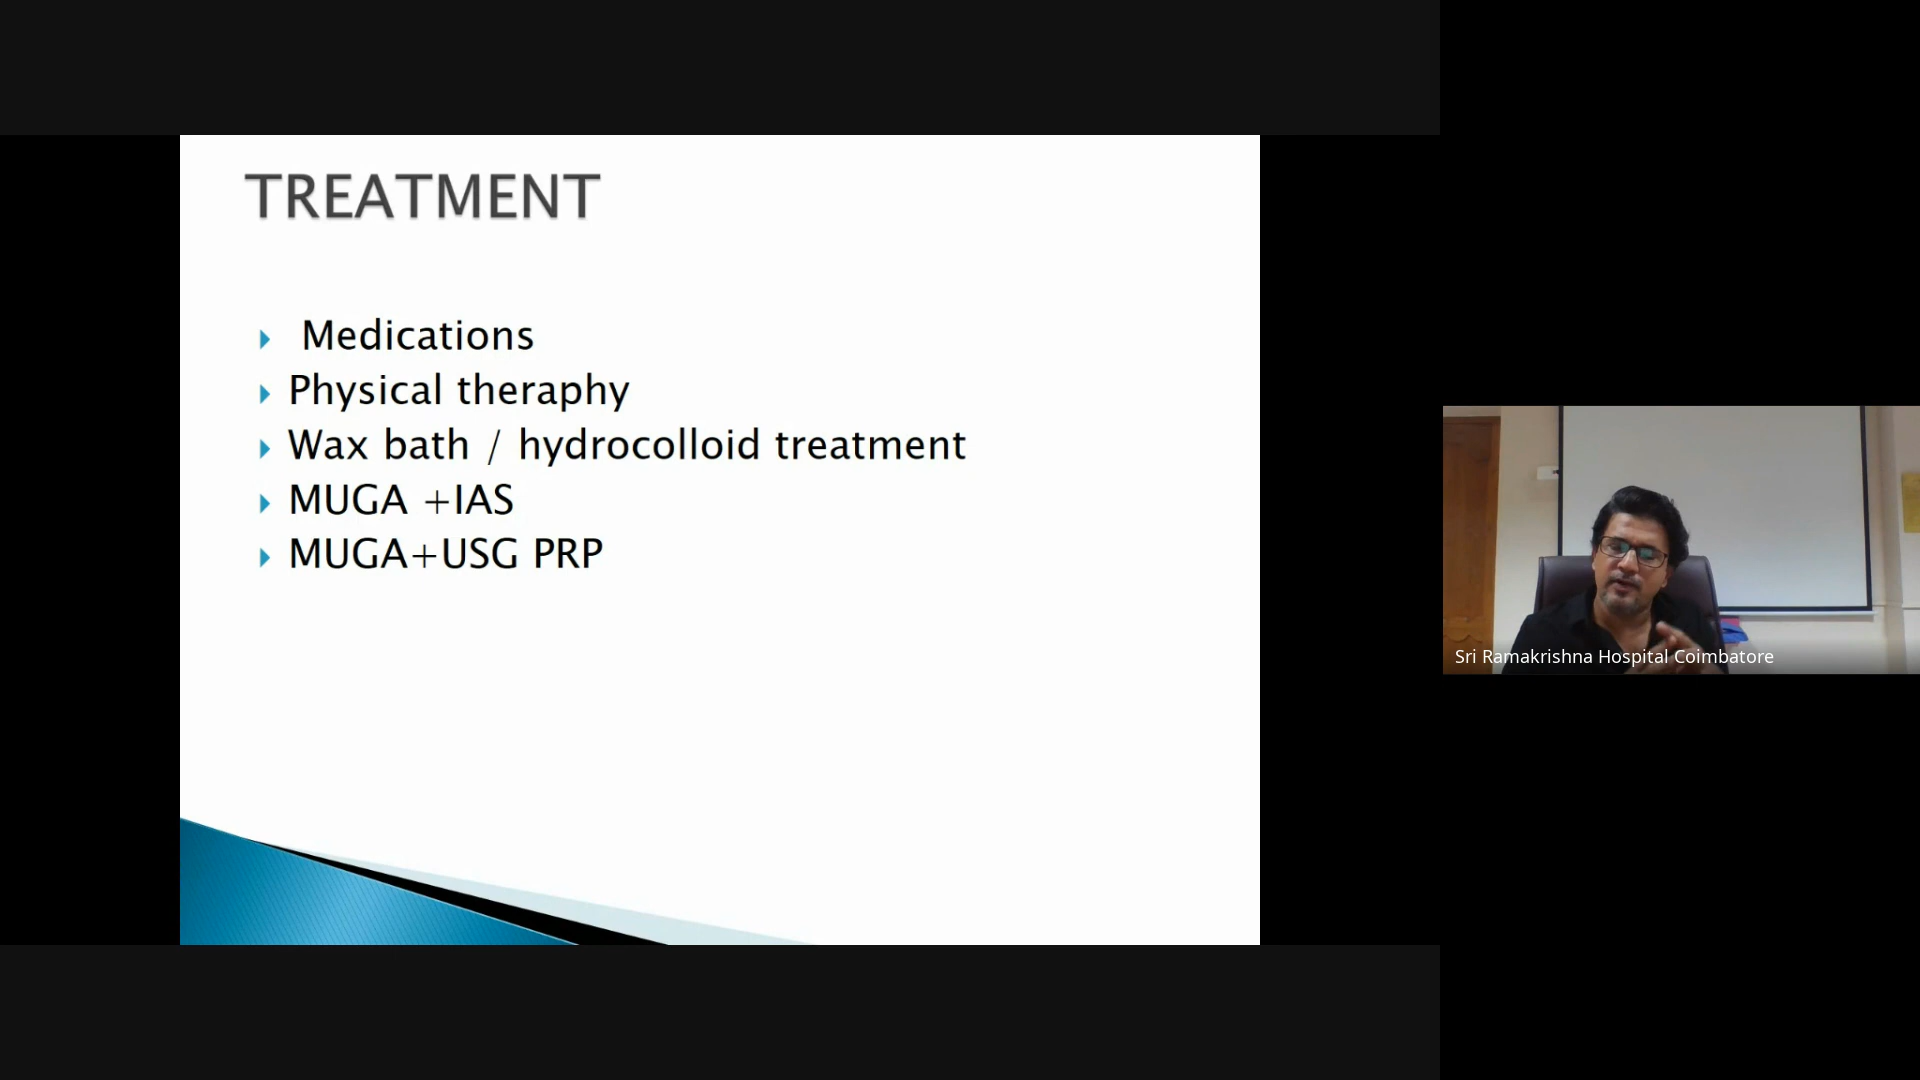 TREATMENT
Medications
Physical theraphy
Wax bath / hydrocolloid treatment
MUGA +IAS
MUGA+USG PRP
Sri Ramakrishna Hospital Coimbatore